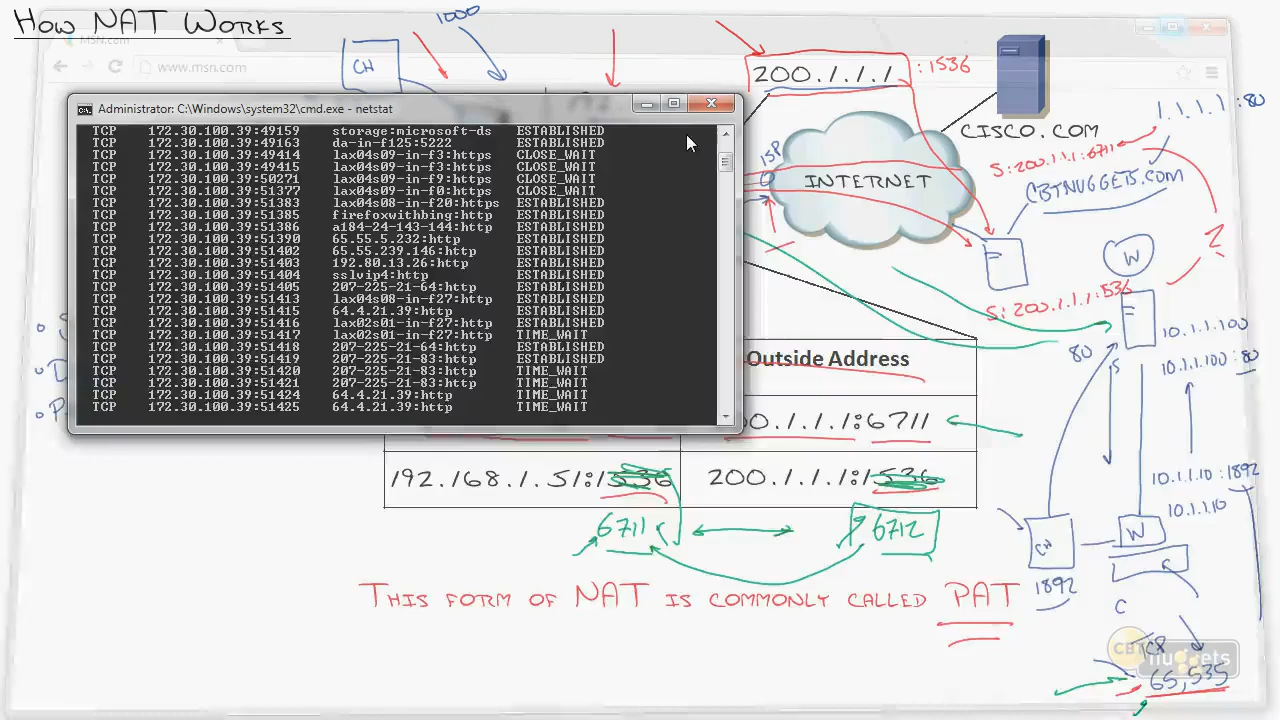 How NAT Works
MSN.com
www.msn.com
1000
CH
200.1.1.1 :1536
1.1.1.1:80
CISCO.COM
S:200.1.1.1:6711
CBTNUGGETS.COM
ISP
INTERNET
Administrator: C:\Windows\system32\cmd.exe - netstat
TCP 172.30.100.39:49159 storage:microsoft-ds ESTABLISHED
TCP 172.30.100.39:49163 da-in-f125:5222 ESTABLISHED
TCP 172.30.100.39:49414 lax04s09-in-f3:https CLOSE_WAIT
TCP 172.30.100.39:49415 lax04s09-in-f3:https CLOSE_WAIT
TCP 172.30.100.39:50217 lax04s09-in-f9:https CLOSE_WAIT
TCP 172.30.100.39:51377 lax04s09-in-f0:https CLOSE_WAIT
TCP 172.30.100.39:51383 lax04s08-in-f20:https ESTABLISHED
TCP 172.30.100.39:51385 firefoxwithbing:http ESTABLISHED
TCP 172.30.100.39:51386 a184-24-143-144:http ESTABLISHED
TCP 172.30.100.39:51390 65.55.5.232:http ESTABLISHED
TCP 172.30.100.39:51402 65.55.239.146:http ESTABLISHED
TCP 172.30.100.39:51403 192.80.13.26:http ESTABLISHED
TCP 172.30.100.39:51404 sslvip4:http ESTABLISHED
TCP 172.30.100.39:51405 207-225-21-64:http ESTABLISHED
TCP 172.30.100.39:51413 lax04s08-in-f27:http ESTABLISHED
TCP 172.30.100.39:51414 64.4.21.39:http ESTABLISHED
TCP 172.30.100.39:51415 lax02s01-in-f27:http ESTABLISHED
TCP 172.30.100.39:51417 lax02s01-in-f27:http TIME_WAIT
TCP 172.30.100.39:51418 207-225-21-64:http ESTABLISHED
TCP 172.30.100.39:51419 207-225-21-83:http ESTABLISHED
TCP 172.30.100.39:51420 207-225-21-83:http TIME_WAIT
TCP 172.30.100.39:51421 207-225-21-83:http TIME_WAIT
TCP 172.30.100.39:51424 64.4.21.39:http TIME_WAIT
TCP 172.30.100.39:51425 64.4.21.39:http TIME_WAIT
W
S:200.1.1.1:536
10.1.1.100
80
10.1.1.100:80
S
Outside Address
00.1.1.1:6711
192.168.1.51:1536
200.1.1.1:1536
6711
6712
10.1.1.10:1892
10.1.1.10
CH
W
1892
C
This form of NAT is commonly called PAT
TCP
65,535
CBT nuggets